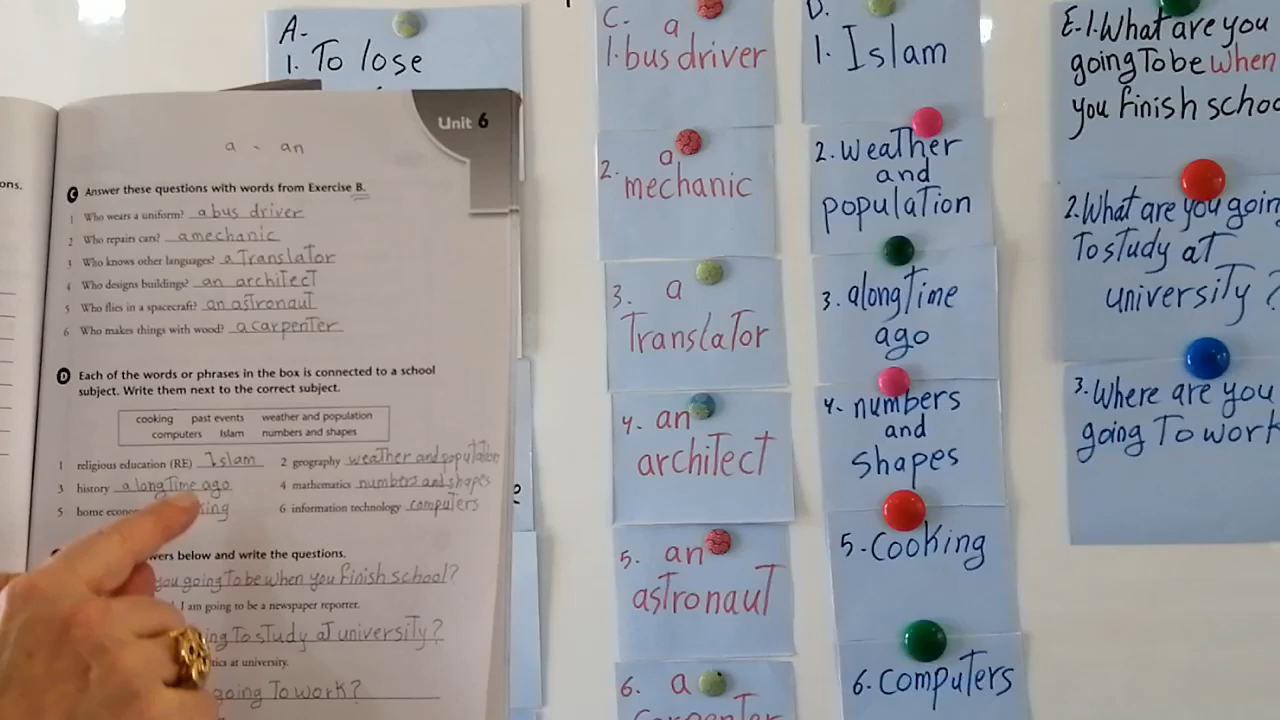 A-
1. To lose
ons.
Unit 6
a - an
C Answer these questions with words from Exercise B.
1 Who wears a uniform? a bus driver
2 Who repairs cars? a mechanic
3 Who knows other languages? a Translator
4 Who designs buildings? an architect
5 Who flies in a spacecraft? an astronaut
6 Who makes things with wood? a carpenter
D Each of the words or phrases in the box is connected to a school
subject. Write them next to the correct subject.
cooking past events weather and population
computers Islam numbers and shapes
1 religious education (RE) Islam 2 geography weather and population
3 history a long Time ago 4 mathematics numbers and shapes
5 home econo king 6 information technology computers
wers below and write the questions.
you going To be when you finish school?
I am going to be a newspaper reporter.
ing To study at university?
tics at university.
going To work?
C-
a
1. bus driver
2. a
mechanic
3. a
Translator
4. an
architect
5. an
astronaut
6. a
carpenter
D.
1. Islam
2. weather
and
population
3. a long Time
ago
4. numbers
and
shapes
5- Cooking
6. computers
E-1. What are you
going To be when
you finish schoo
2. What are you goin
To study at
university?
3. Where are you
going To work